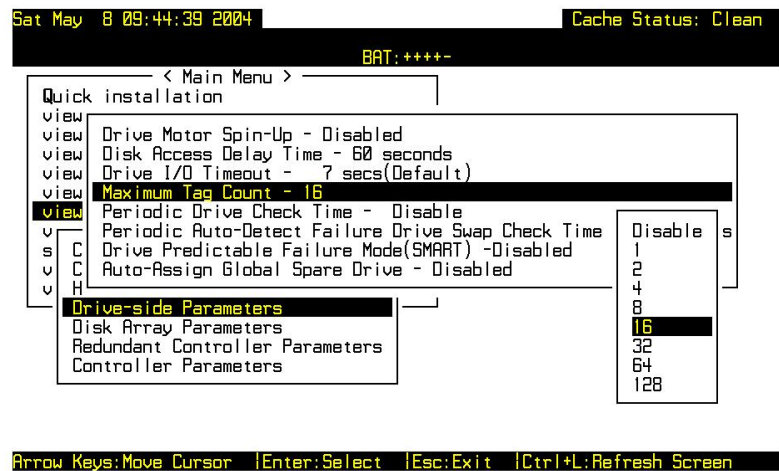 Sat May  8 09:44:39 2004
Cache Status: Clean
BAT:++++-
< Main Menu >
Quick installation
view
view
view
view
view
v
s
v
v
Drive Motor Spin-Up - Disabled
Disk Access Delay Time - 60 seconds
Drive I/O Timeout -   7 secs(Default)
Maximum Tag Count - 16
Periodic Drive Check Time -  Disable
Periodic Auto-Detect Failure Drive Swap Check Time
s
Drive Predictable Failure Mode(SMART) -Disabled
Auto-Assign Global Spare Drive - Disabled
C
C
H
Drive-side Parameters
Disk Array Parameters
Redundant Controller Parameters
Controller Parameters
Disable
1
2
4
8
16
32
64
128
Arrow Keys:Move Cursor  |Enter:Select  |Esc:Exit  |Ctrl+L:Refresh Screen